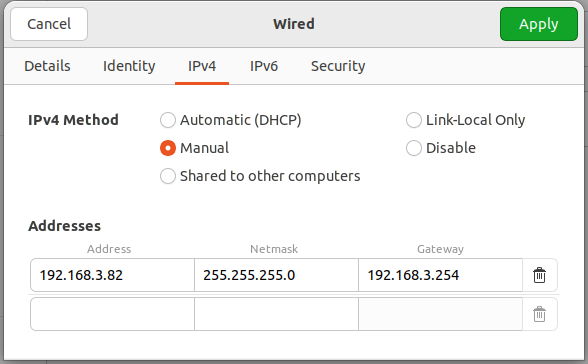 Cancel Wired Apply
Details Identity IPv4 IPv6 Security
IPv4 Method Automatic (DHCP) Link-Local Only
Manual Disable
Shared to other computers
Addresses
Address Netmask Gateway
192.168.3.82 255.255.255.0 192.168.3.254